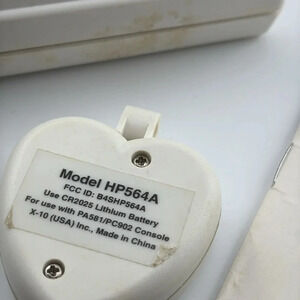 Model HP564A
FCC ID: B4SHP564A
Use CR2025 Lithium Battery
For use with PA581/PC902 Console
X-10 (USA) Inc., Made in China